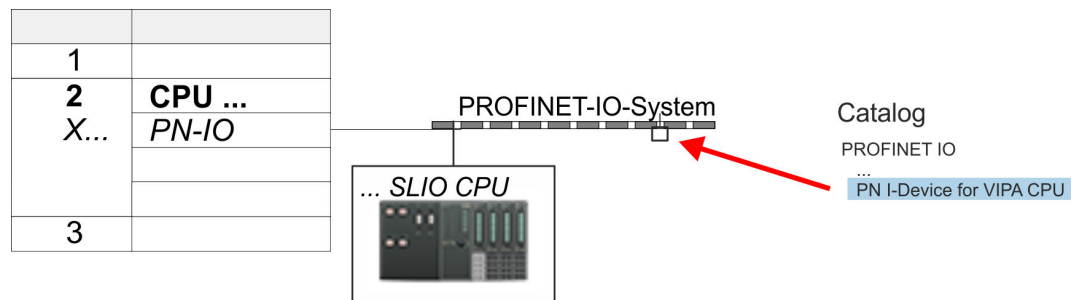 1
2 CPU ...
X... PN-IO
3
PROFINET-IO-System
... SLIO CPU
Catalog
PROFINET IO
...
PN I-Device for VIPA CPU